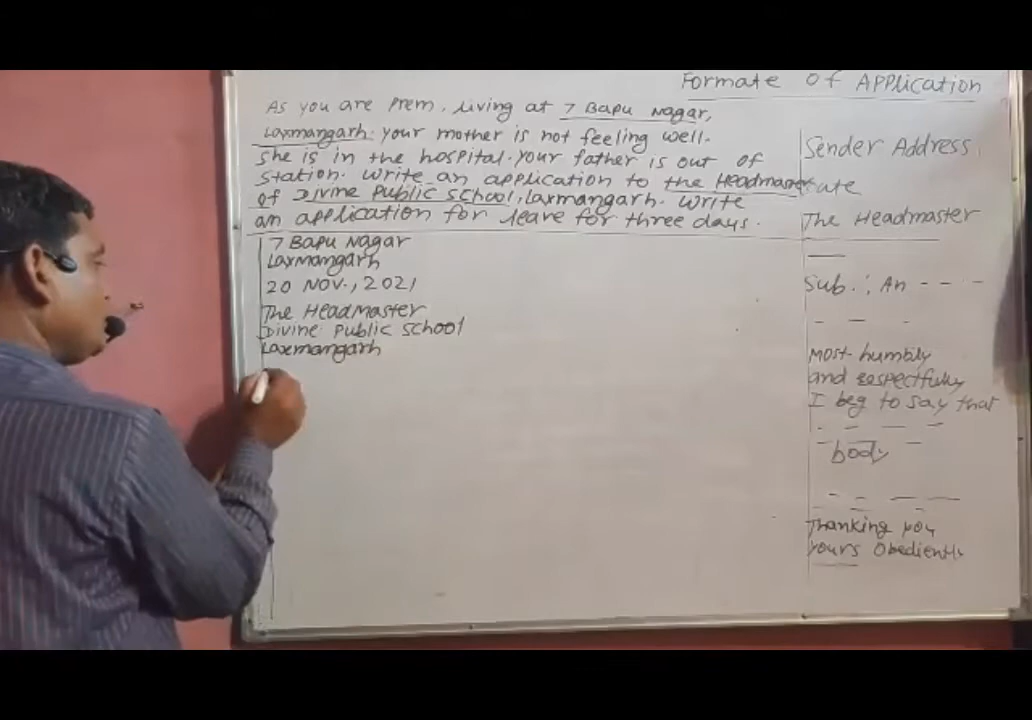 Formate Of Application
As you are Prem, living at 7 Bapu Nagar,
Laxmangarh. your mother is not feeling well.
She is in the hospital. your father is out of
station. Write an application to the Headmaster
of Divine Public School, Laxmangarh. Write
an application for leave for three days.
7 Bapu Nagar
Laxmangarh
20 Nov., 2021
The Headmaster
Divine Public School
Laxmangarh
Sender Address
Date
The Headmaster
Sub. : An - - -
- - -
Most humbly
and respectfully
I beg to say that
- - - -
body
- - - -
Thanking you
yours Obediently